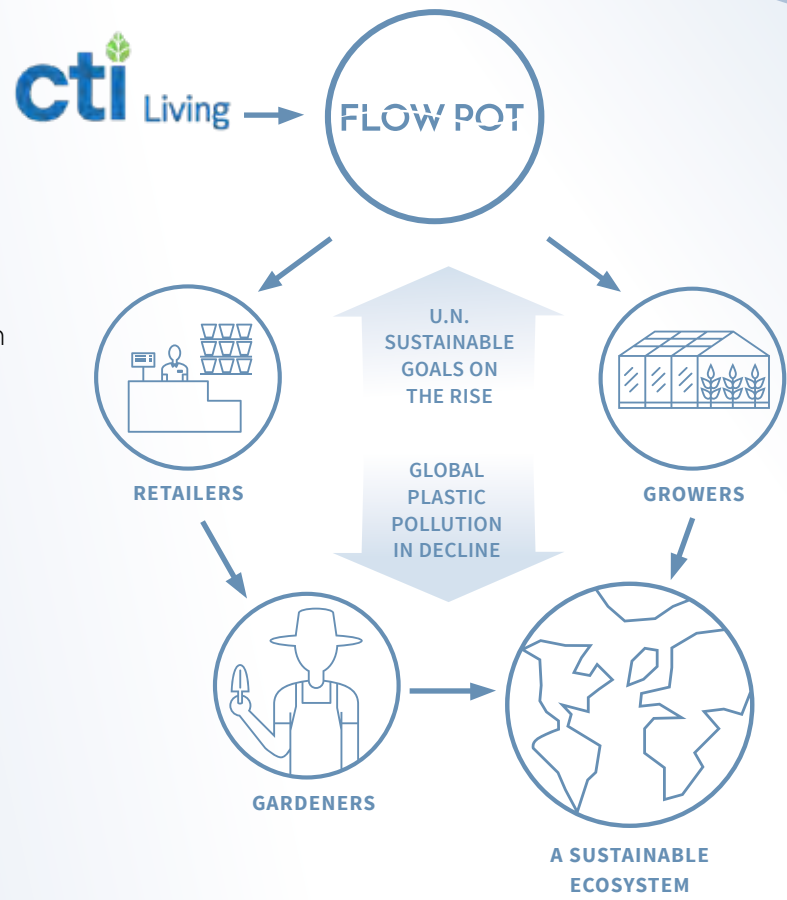 cti Living
FLOW POT
U.N.
SUSTAINABLE
GOALS ON
THE RISE
n
RETAILERS
GROWERS
GLOBAL
PLASTIC
POLLUTION
IN DECLINE
GARDENERS
A SUSTAINABLE
ECOSYSTEM